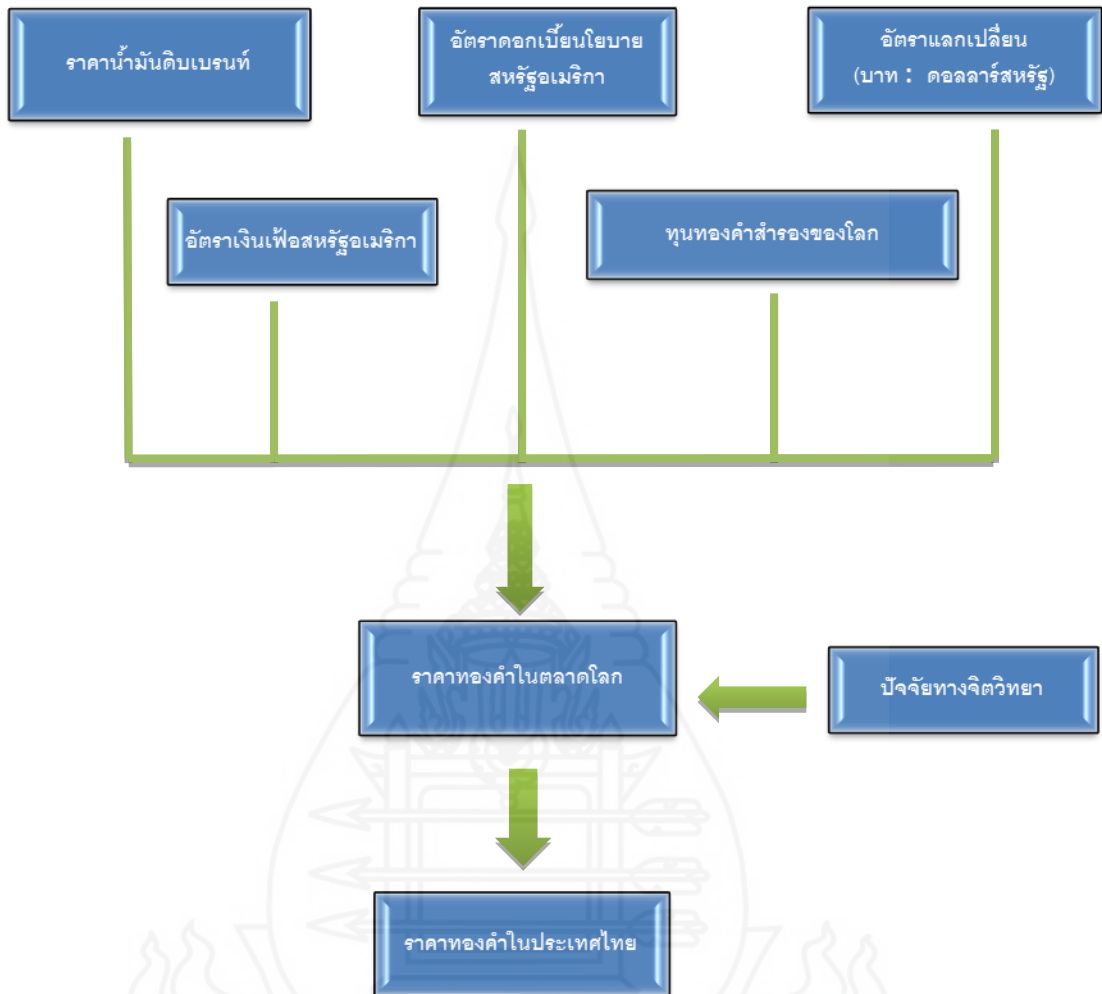 ราคาน้ำมันดิบเบรนท์
อัตราดอกเบี้ยนโยบาย
สหรัฐอเมริกา
อัตราแลกเปลี่ยน
(บาท : ดอลลาร์สหรัฐ)
อัตราเงินเฟ้อสหรัฐอเมริกา
ทุนทองคำสำรองของโลก
ราคาทองคำในตลาดโลก
ปัจจัยทางจิตวิทยา
ราคาทองคำในประเทศไทย